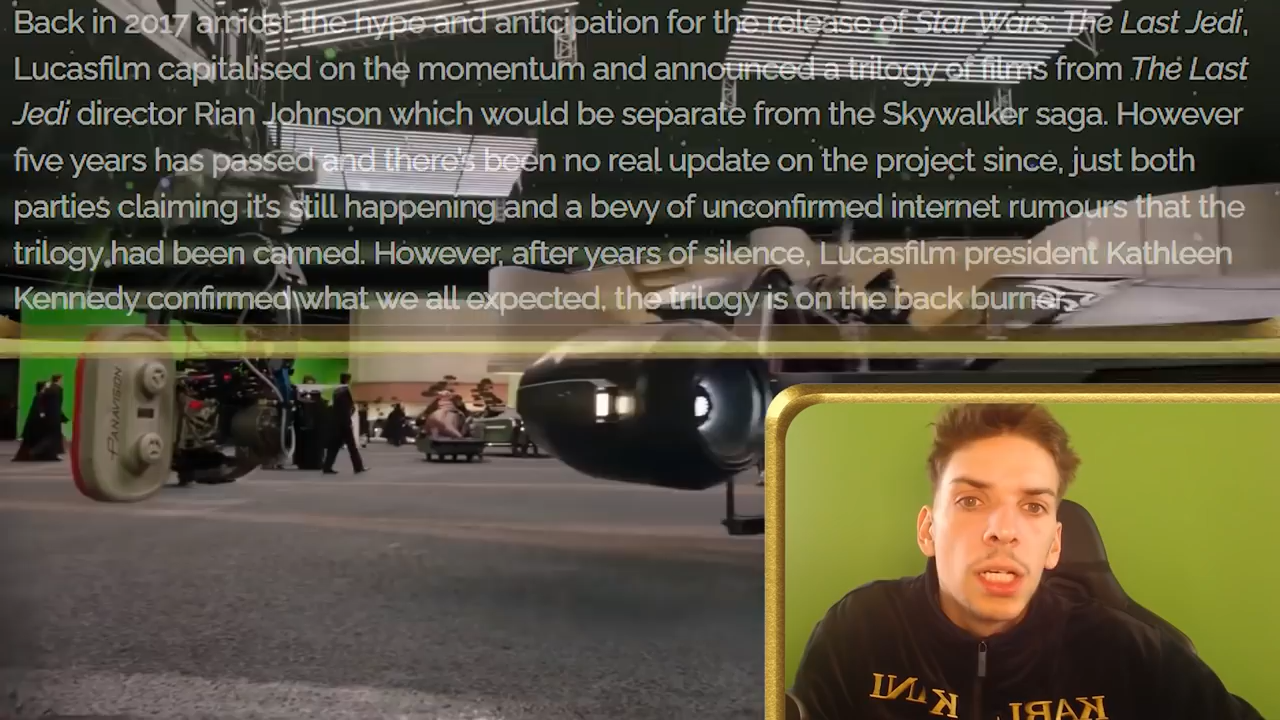 Back in 2017 amidst the hype and anticipation for the release of Star Wars: The Last Jedi,
Lucasfilm capitalised on the momentum and announced a trilogy of films from The Last
Jedi director Rian Johnson which would be separate from the Skywalker saga. However
five years has passed and there's been no real update on the project since, just both
parties claiming it's still happening and a bevy of unconfirmed internet rumours that the
trilogy had been canned. However, after years of silence, Lucasfilm president Kathleen
Kennedy confirmed what we all expected, the trilogy is on the back burner.
PANAVISION
KARL KANI